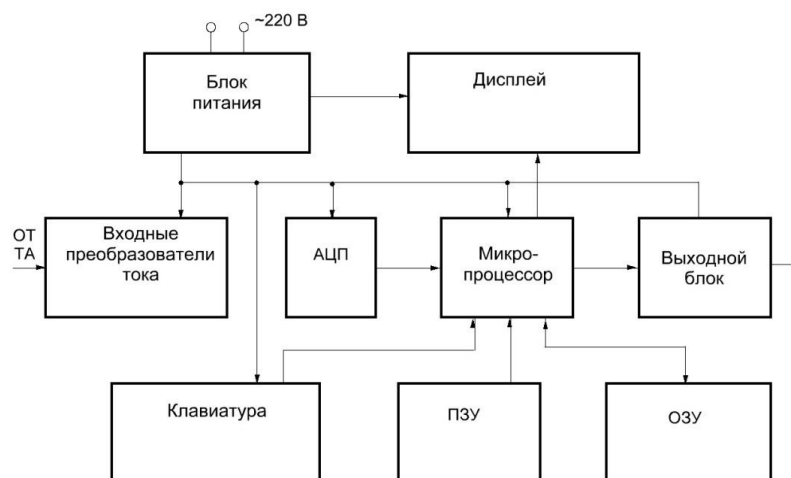 ~220 В
Блок
питания
Дисплей
ОТ
ТА
Входные
преобразователи
тока
АЦП
Микро-
процессор
Выходной
блок
Клавиатура
ПЗУ
ОЗУ